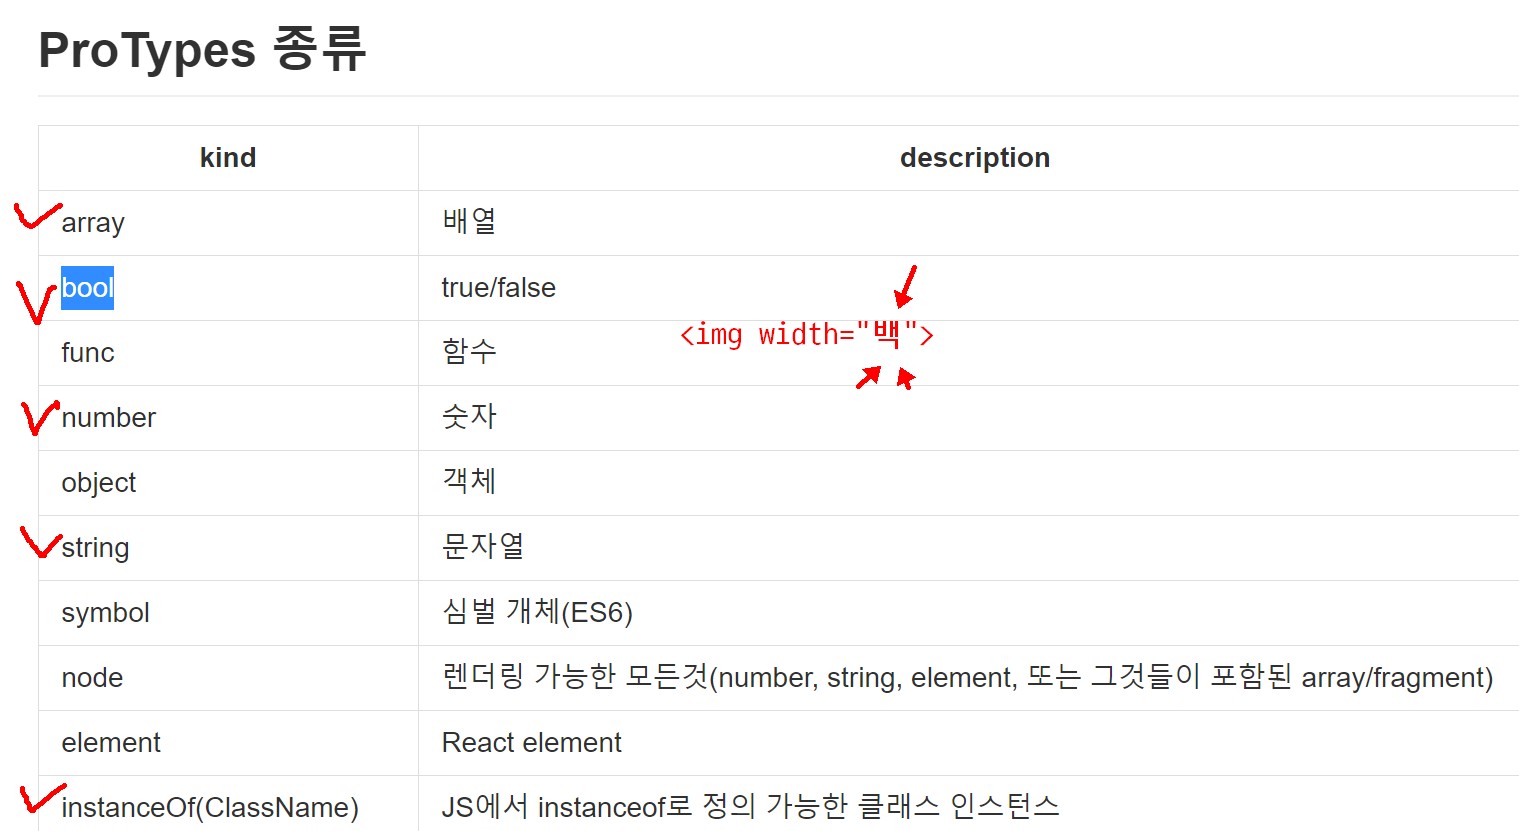 ProTypes 종류
kind description
array 배열
bool true/false
<img width="백">
func 함수
number 숫자
object 객체
string 문자열
symbol 심벌 개체(ES6)
node 렌더링 가능한 모든것(number, string, element, 또는 그것들이 포함된 array/fragment)
element React element
instanceOf(ClassName) JS에서 instanceof로 정의 가능한 클래스 인스턴스